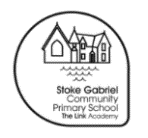 Stoke Gabriel
Community
Primary School
The Link Academy